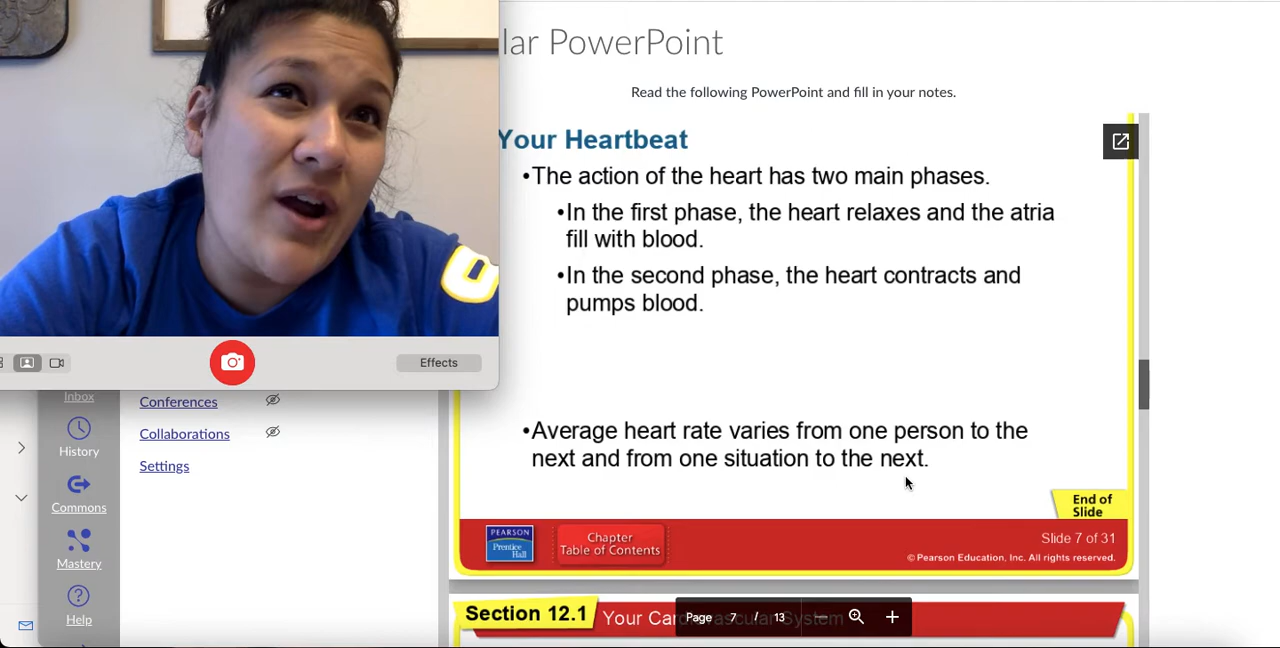 lar PowerPoint
Read the following PowerPoint and fill in your notes.
Your Heartbeat
•The action of the heart has two main phases.
•In the first phase, the heart relaxes and the atria
fill with blood.
•In the second phase, the heart contracts and
pumps blood.
Effects
Inbox
Conferences
History
Collaborations
Settings
•Average heart rate varies from one person to the
next and from one situation to the next.
Commons
End of
Slide
PEARSON
Prentice
Hall
Chapter
Table of Contents
Slide 7 of 31
© Pearson Education, Inc. All rights reserved.
Mastery
Help
Section 12.1
Your Cardiovascular System
Page 7 / 13